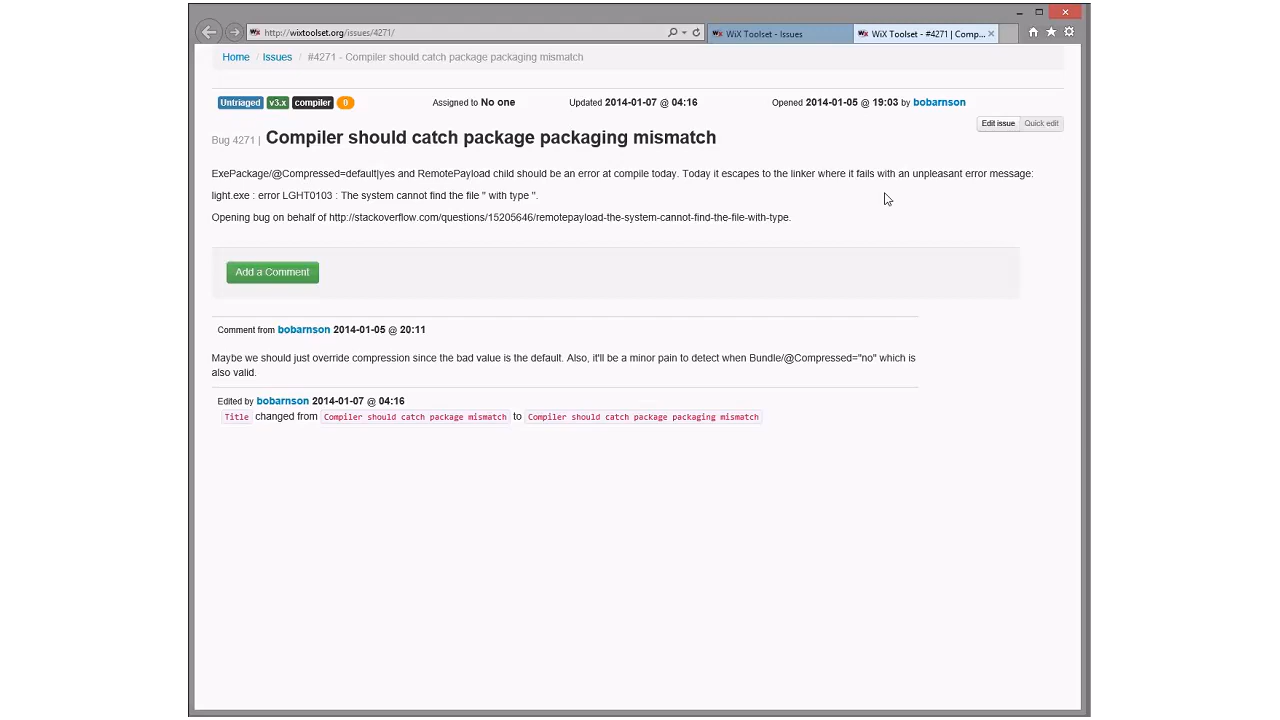 http://wixtoolset.org/issues/4271/
WiX Toolset - Issues
WiX Toolset - #4271 | Comp...
Home / Issues / #4271 - Compiler should catch package packaging mismatch
Untriaged v3.x compiler 0 Assigned to No one Updated 2014-01-07 @ 04:16 Opened 2014-01-05 @ 19:03 by bobarnson
Edit issue Quick edit
Bug 4271 | Compiler should catch package packaging mismatch
ExePackage/@Compressed=default|yes and RemotePayload child should be an error at compile today. Today it escapes to the linker where it fails with an unpleasant error message:
light.exe : error LGHT0103 : The system cannot find the file '' with type ''.
Opening bug on behalf of http://stackoverflow.com/questions/15205646/remotepayload-the-system-cannot-find-the-file-with-type.
Add a Comment
Comment from bobarnson 2014-01-05 @ 20:11
Maybe we should just override compression since the bad value is the default. Also, it'll be a minor pain to detect when Bundle/@Compressed="no" which is
also valid.
Edited by bobarnson 2014-01-07 @ 04:16
Title changed from Compiler should catch package mismatch to Compiler should catch package packaging mismatch